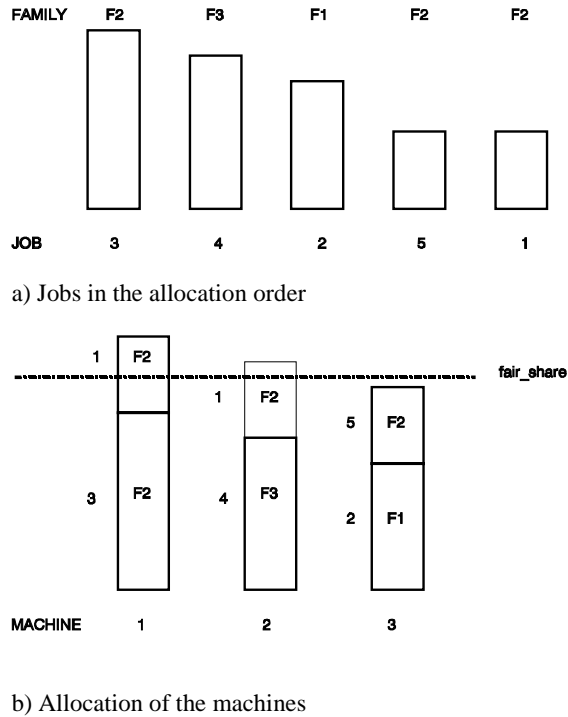 FAMILY F2 F3 F1 F2 F2
JOB 3 4 2 5 1
a) Jobs in the allocation order
1 F2
fair_share
1 F2
5 F2
3 F2
4 F3
2 F1
MACHINE 1 2 3
b) Allocation of the machines